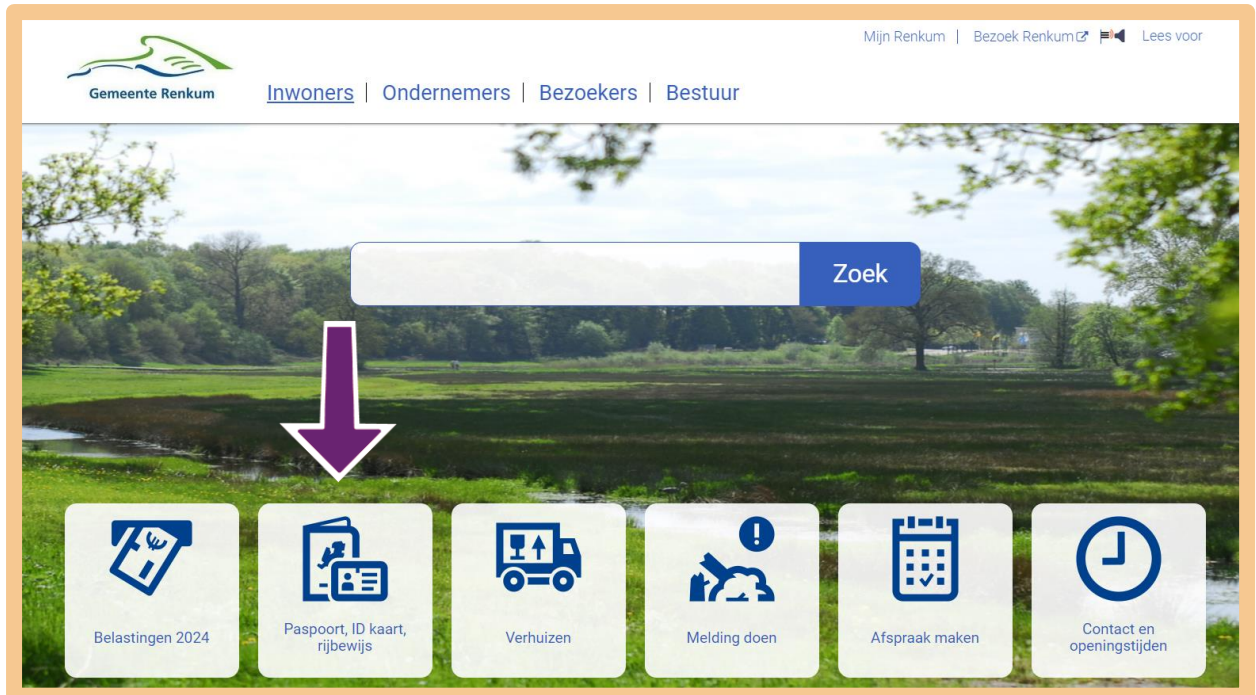 Mijn Renkum | Bezoek Renkum Lees voor
Gemeente Renkum
Inwoners | Ondernemers | Bezoekers | Bestuur
Zoek
Belastingen 2024
Paspoort, ID kaart,
rijbewijs
Verhuizen
Melding doen
Afspraak maken
Contact en
openingstijden